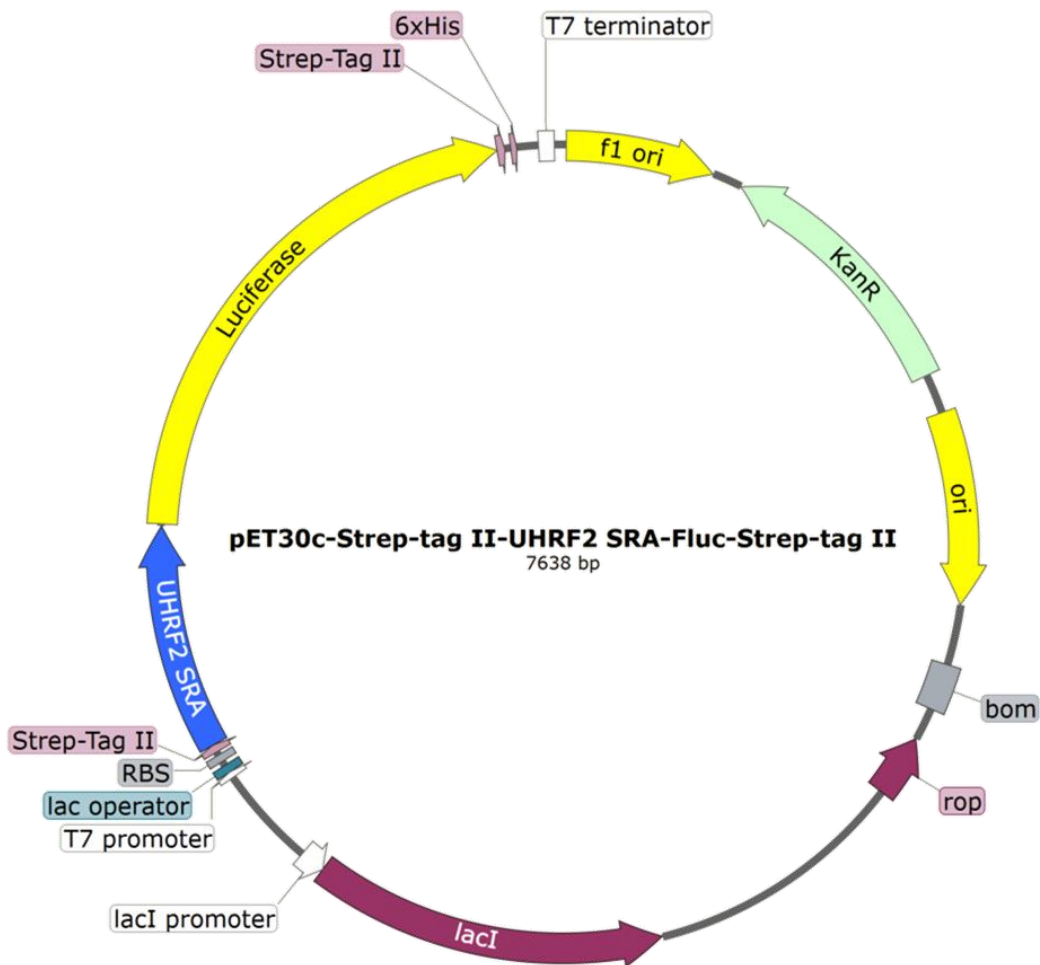 6xHis
T7 terminator
Strep-Tag II
f1 ori
KanR
Luciferase
ori
pET30c-Strep-tag II-UHRF2 SRA-Fluc-Strep-tag II
7638 bp
UHRF2 SRA
bom
Strep-Tag II
RBS
lac operator
rop
T7 promoter
lacI promoter
lacI